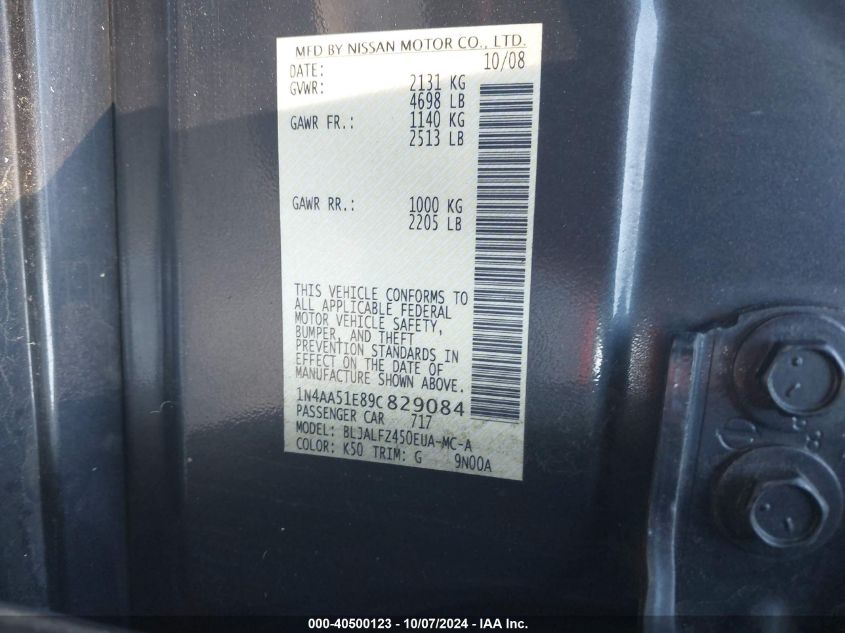 MFD BY NISSAN MOTOR CO., LTD.
DATE: 10/08
GVWR: 2131 KG
4698 LB
GAWR FR.: 1140 KG
2513 LB
GAWR RR.: 1000 KG
2205 LB
THIS VEHICLE CONFORMS TO
ALL APPLICABLE FEDERAL
MOTOR VEHICLE SAFETY,
BUMPER, AND THEFT
PREVENTION STANDARDS IN
EFFECT ON THE DATE OF
MANUFACTURE SHOWN ABOVE.
1N4AA51E89C829084
PASSENGER CAR 717
MODEL: BLJALFZ450EUA-MC-A
COLOR: K50 TRIM: G 9N00A
000-40500123 - 10/07/2024 - IAA Inc.